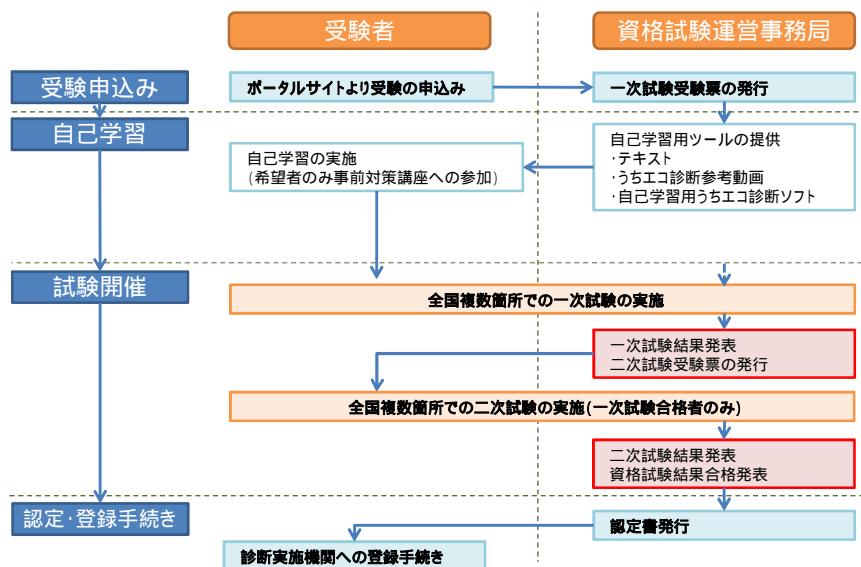 受験者
資格試験運営事務局
受験申込み
ポータルサイトより受験の申込み
一次試験受験票の発行
自己学習
自己学習の実施
(希望者のみ事前対策講座への参加)
自己学習用ツールの提供
・テキスト
・うちエコ診断参考動画
・自己学習用うちエコ診断ソフト
試験開催
全国複数箇所での一次試験の実施
一次試験結果発表
二次試験受験票の発行
全国複数箇所での二次試験の実施(一次試験合格者のみ)
二次試験結果発表
資格試験結果合格発表
認定・登録手続き
認定書発行
診断実施機関への登録手続き